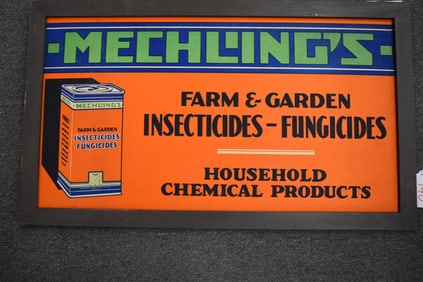 MECHLING'S
FARM & GARDEN
INSECTICIDES-FUNGICIDES
HOUSEHOLD
CHEMICAL PRODUCTS
MECHLING'S
FARM & GARDEN
INSECTICIDES
FUNGICIDES
M